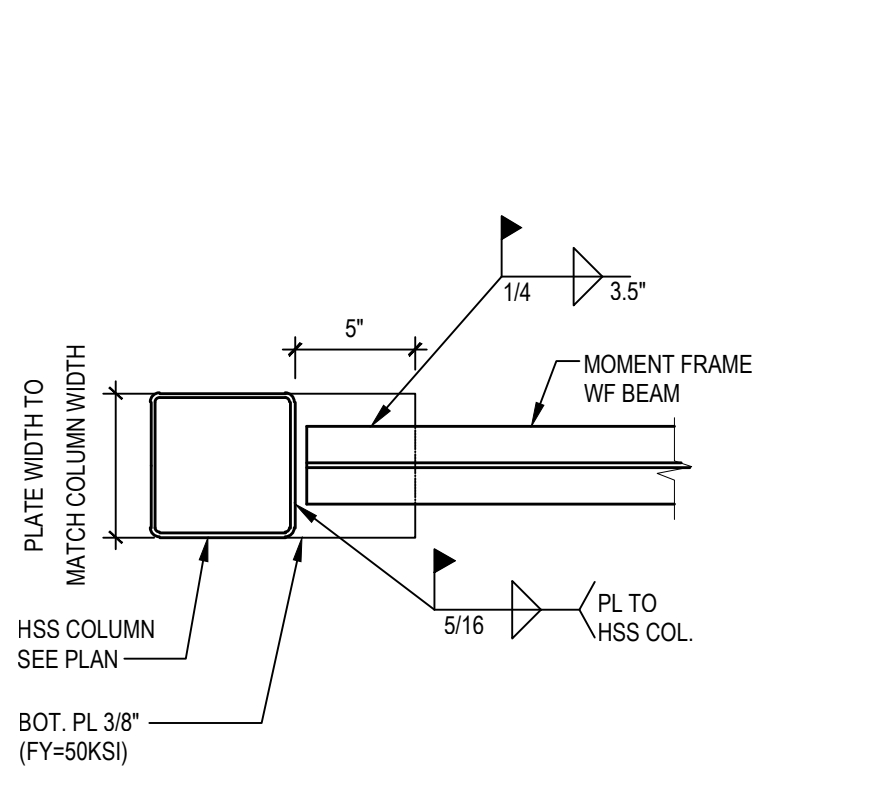 1/4
3.5"
5"
MOMENT FRAME
WF BEAM
PLATE WIDTH TO
MATCH COLUMN WIDTH
5/16
PL TO
HSS COL.
HSS COLUMN
SEE PLAN
BOT. PL 3/8"
(FY=50KSI)